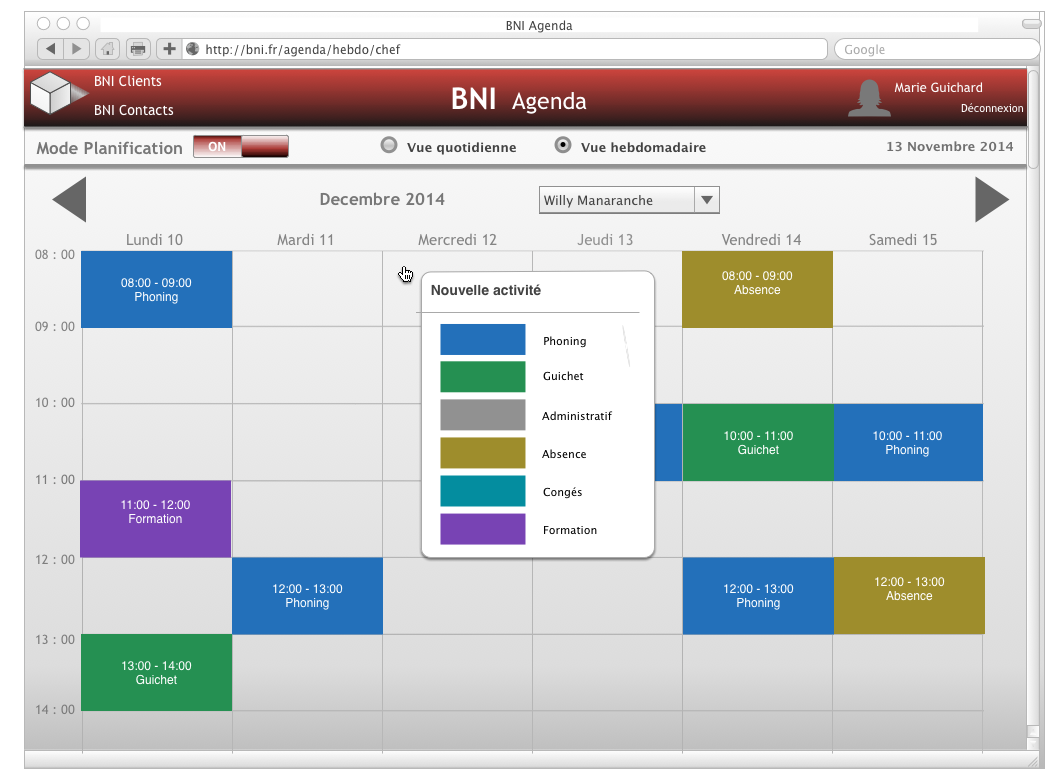 BNI Agenda
http://bni.fr/agenda/hebdo/chef
Google
BNI Clients
BNI Contacts
BNI Agenda
Marie Guichard
Déconnexion
Mode Planification
ON
Vue quotidienne
Vue hebdomadaire
13 Novembre 2014
Decembre 2014
Willy Manaranche
Lundi 10
Mardi 11
Mercredi 12
Jeudi 13
Vendredi 14
Samedi 15
08 : 00
08:00 - 09:00
Phoning
08:00 - 09:00
Absence
Nouvelle activité
Phoning
Guichet
Administratif
Absence
Congés
Formation
09 : 00
10 : 00
10:00 - 11:00
Guichet
10:00 - 11:00
Phoning
11 : 00
11:00 - 12:00
Formation
12 : 00
12:00 - 13:00
Phoning
12:00 - 13:00
Phoning
12:00 - 13:00
Absence
13 : 00
13:00 - 14:00
Guichet
14 : 00